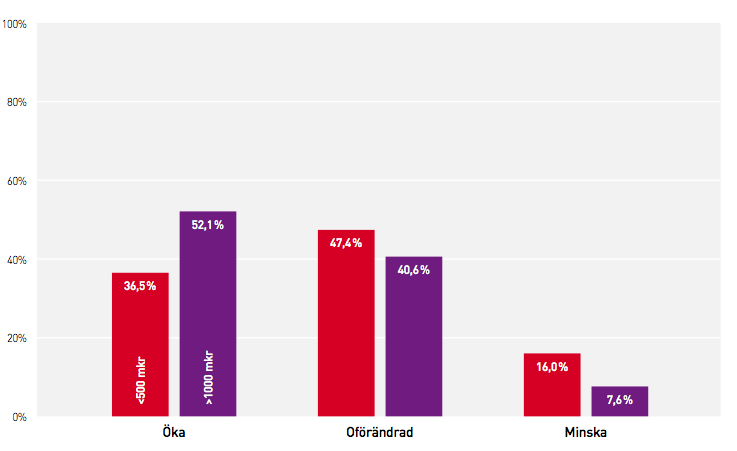 100%
80%
60%
40%
20%
0%
36,5%
<500 mkr
52,1%
>1000 mkr
47,4%
40,6%
16,0%
7,6%
Öka
Oförändrad
Minska